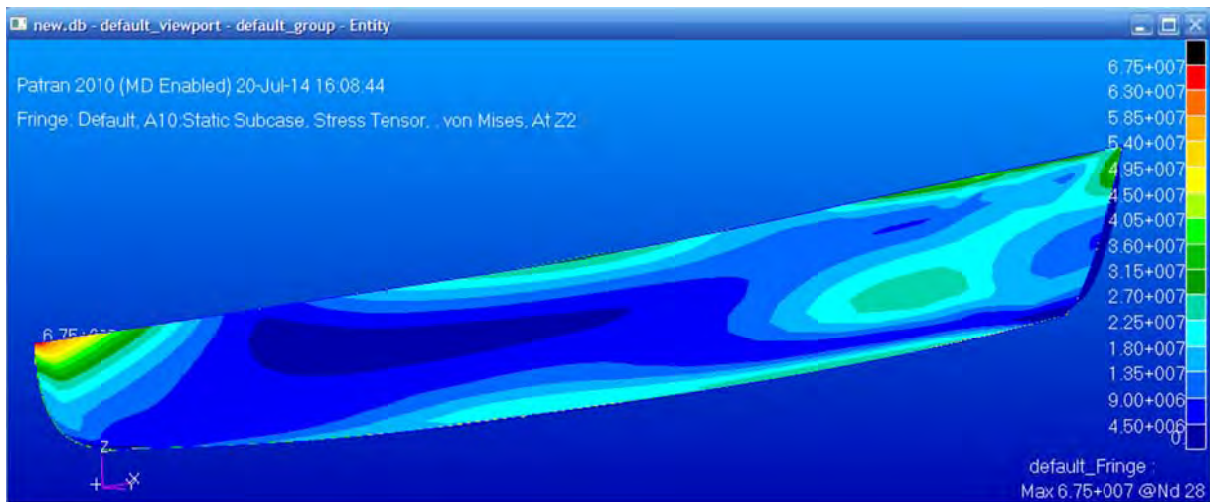 new.db - default_viewport - default_group - Entity
Patran 2010 (MD Enabled) 20-Jul-14 16:08:44
Fringe: Default, A10:Static Subcase, Stress Tensor, , von Mises, At Z2
6.75+007
6.30+007
5.85+007
5.40+007
4.95+007
4.50+007
4.05+007
3.60+007
3.15+007
2.70+007
2.25+007
1.80+007
1.35+007
9.00+006
4.50+006
0.
Z
X
default_Fringe :
Max 6.75+007 @Nd 28